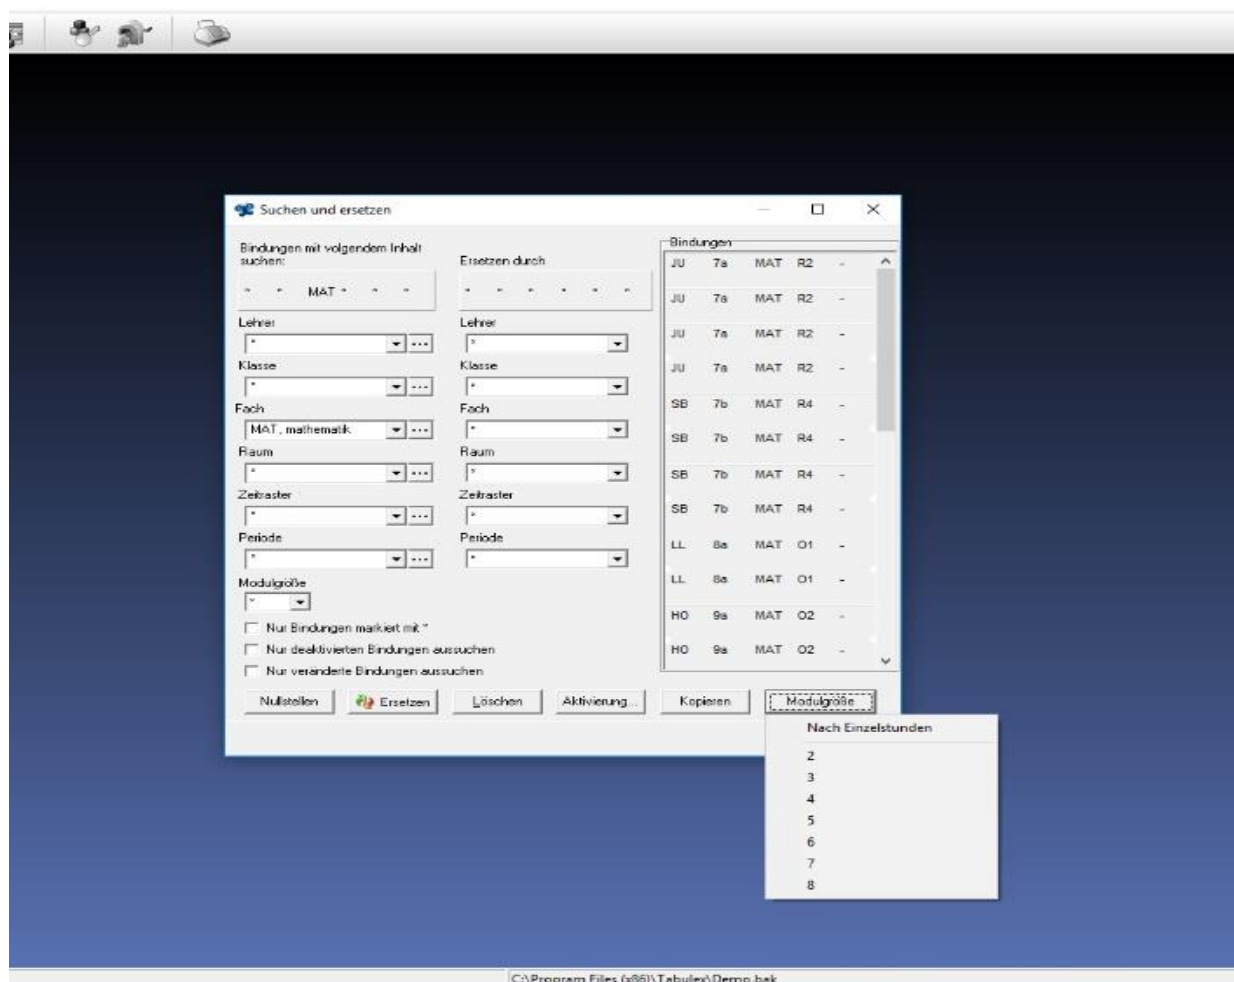 Suchen und ersetzen
Bindungen mit volgendem Inhalt
suchen:
* * MAT * * * *
Ersetzen durch
* * * * * *
Lehrer
*
Lehrer
*
Klasse
*
Klasse
*
Fach
MAT, mathematik
Fach
*
Raum
*
Raum
*
Zeitraster
*
Zeitraster
*
Periode
*
Periode
*
Modulgröße
*
Nur Bindungen markiert mit *
Nur deaktivierten Bindungen aussuchen
Nur veränderte Bindungen aussuchen
Bindungen
JU 7a MAT R2 -
JU 7a MAT R2 -
JU 7a MAT R2 -
JU 7a MAT R2 -
SB 7b MAT R4 -
SB 7b MAT R4 -
SB 7b MAT R4 -
SB 7b MAT R4 -
LL 8a MAT O1 -
LL 8a MAT O1 -
HO 9a MAT O2 -
HO 9a MAT O2 -
Nullstellen Ersetzen Löschen Aktivierung... Kopieren Modulgröße
Nach Einzelstunden
2
3
4
5
6
7
8
C:\Program Files (x86)\Tabulex\Demo.bak